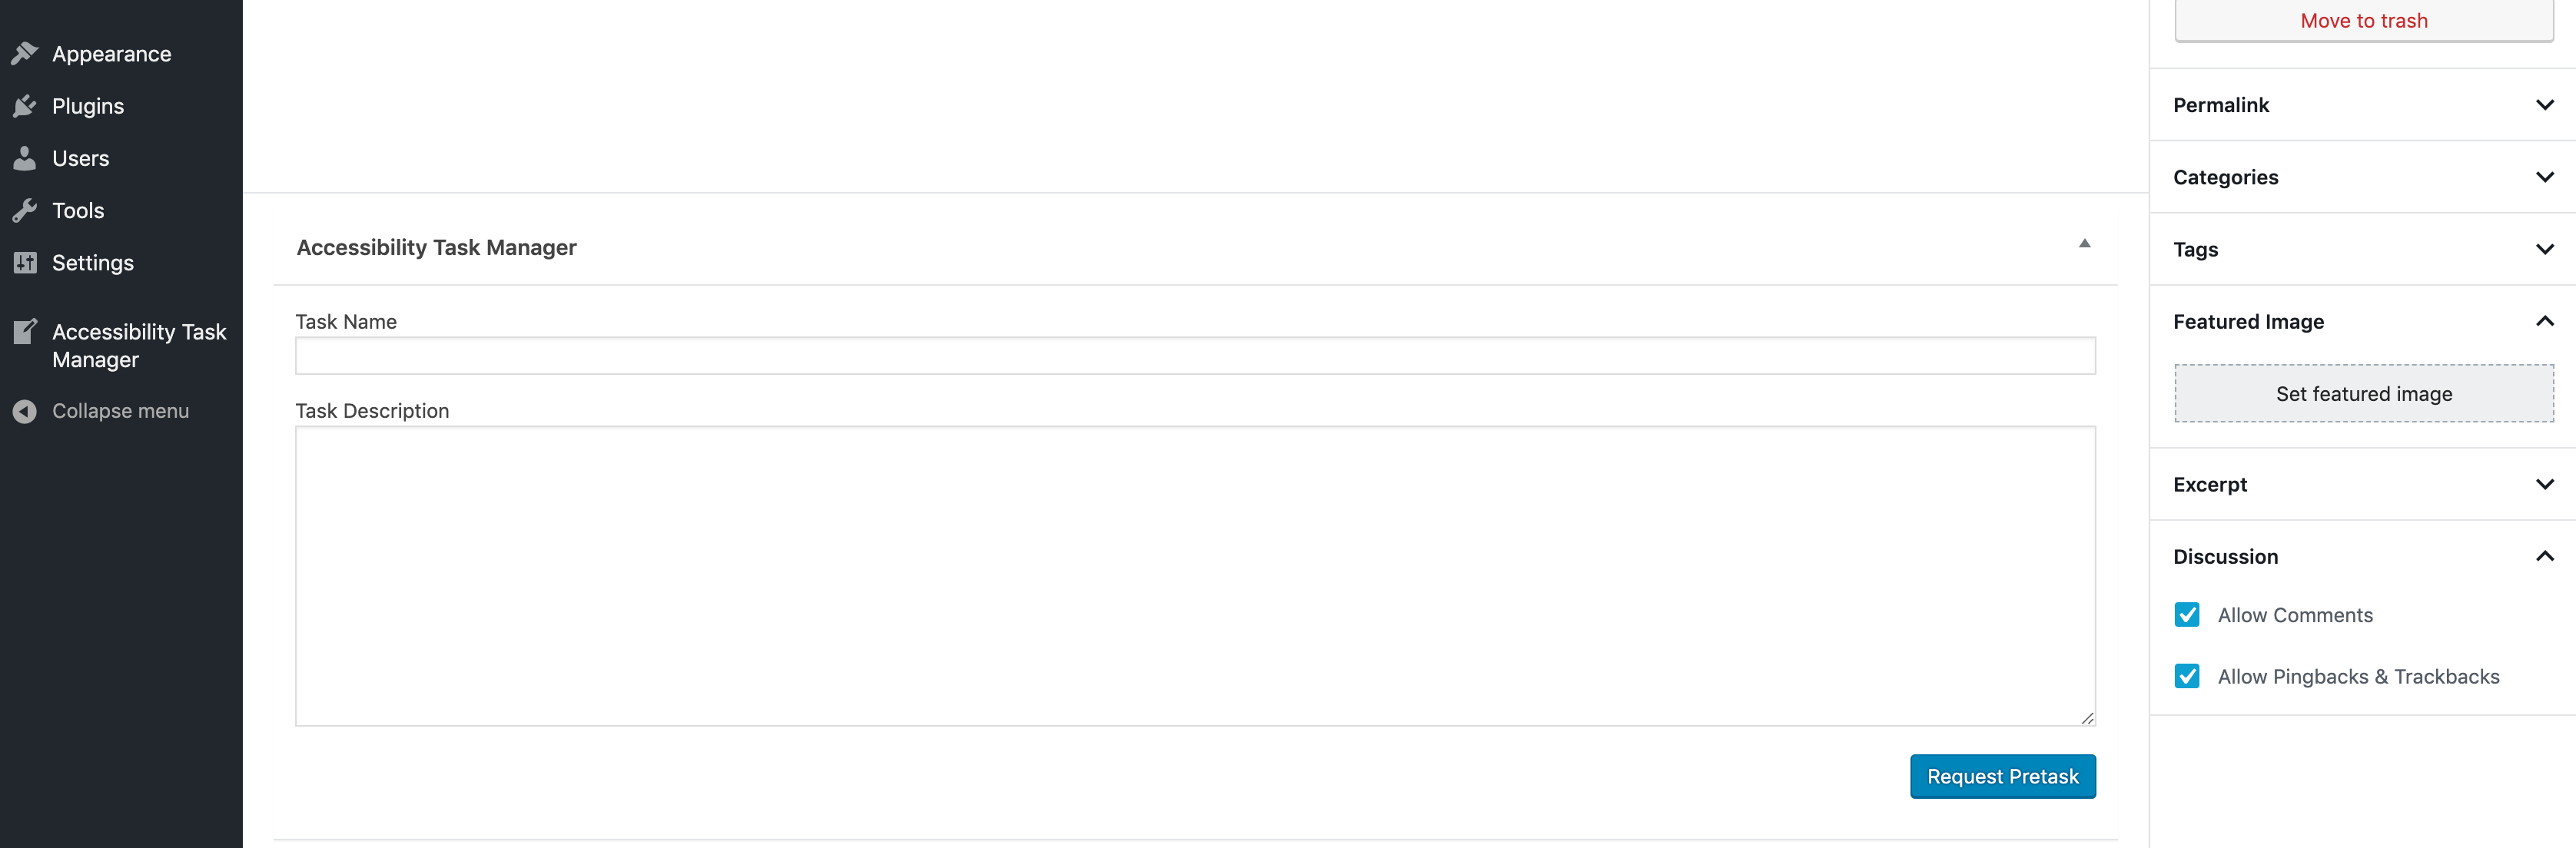 Appearance
Plugins
Users
Tools
Settings
Accessibility Task
Manager
Collapse menu
Accessibility Task Manager
Task Name
Task Description
Request Pretask
Move to trash
Permalink
Categories
Tags
Featured Image
Set featured image
Excerpt
Discussion
Allow Comments
Allow Pingbacks & Trackbacks